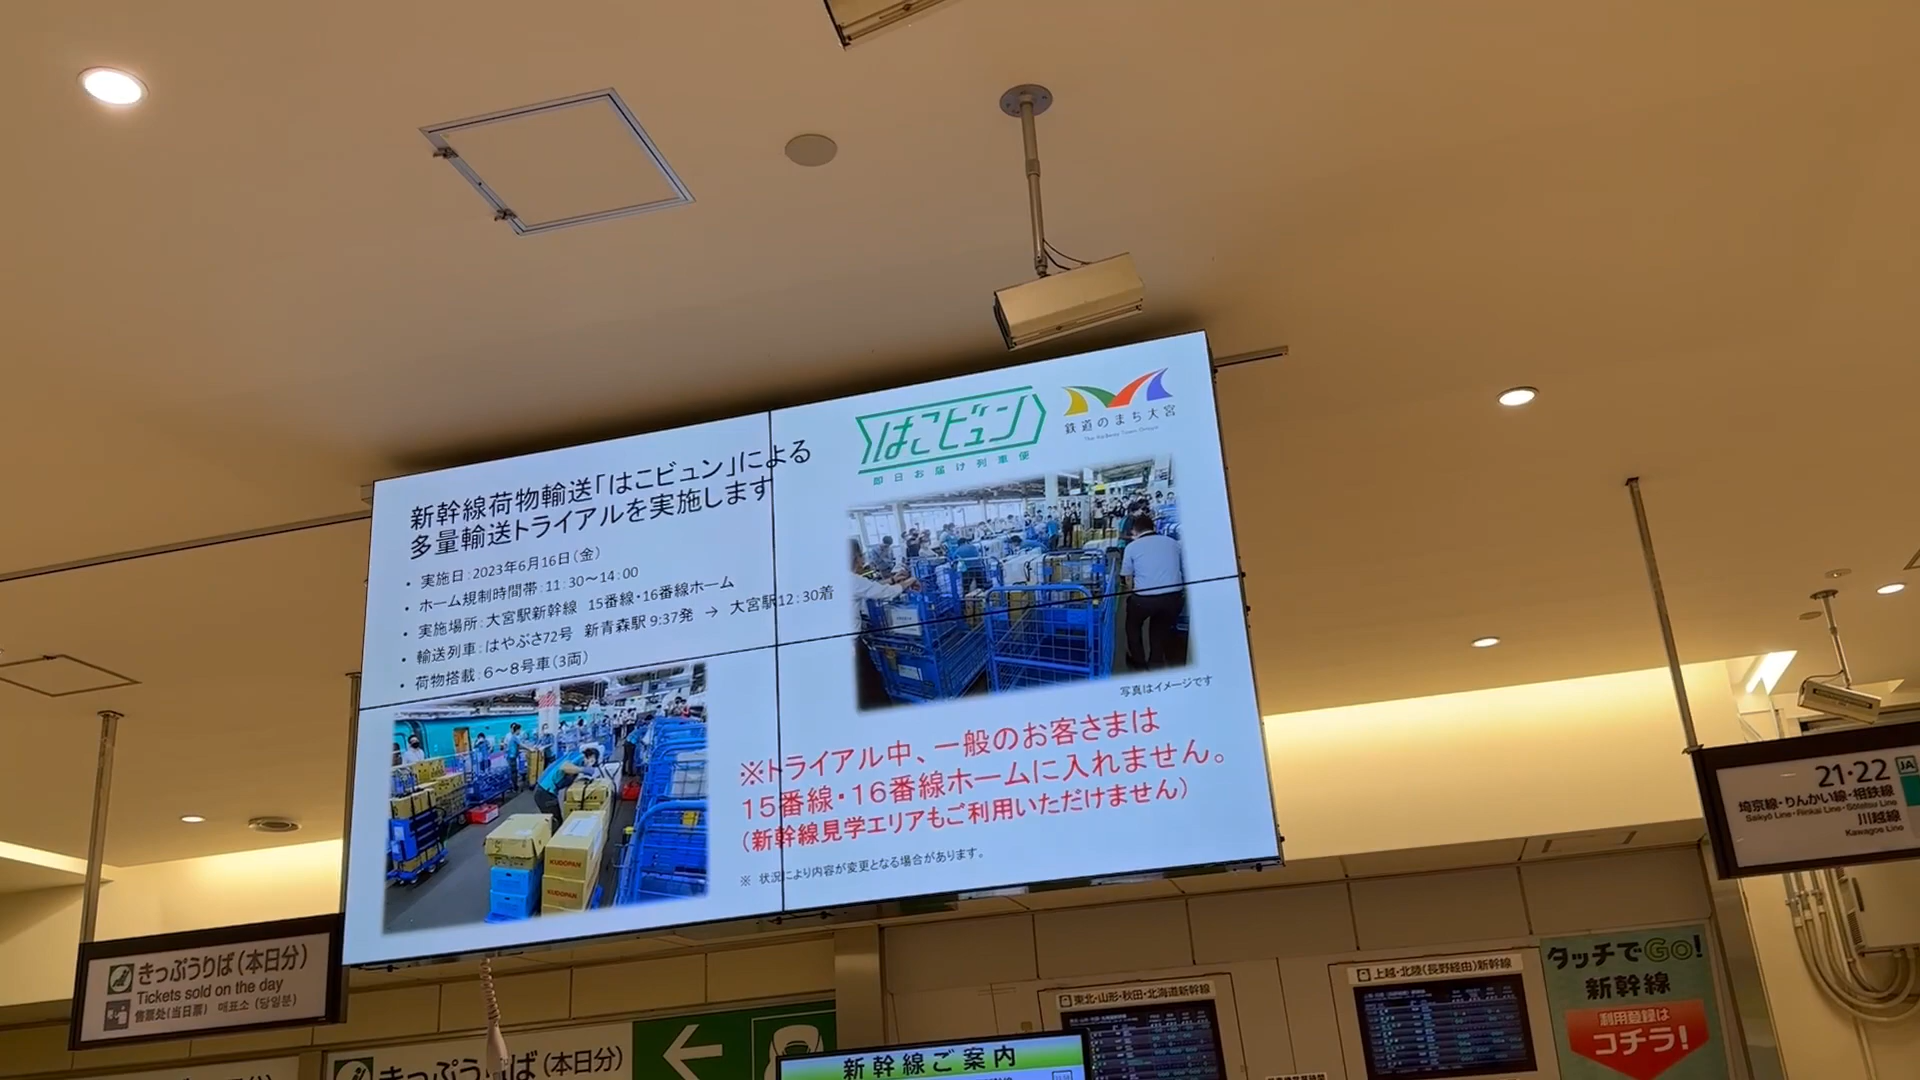 はこビュン
即日お届け列車便
鉄道のまち大宮
新幹線荷物輸送「はこビュン」による
多量輸送トライアルを実施します
・ 実施日：2023年6月16日（金）
・ ホーム規制時間帯：11：30～14：00
・ 実施場所：大宮駅新幹線 15番線・16番線ホーム
・ 輸送列車：はやぶさ72号 新青森駅 9:37発 → 大宮駅12：30着
・ 荷物搭載：６～８号車（３両）
写真はイメージです
KUDOPAN
KUDOPAN
※トライアル中、一般のお客さまは
１５番線・１６番線ホームに入れません。
（新幹線見学エリアもご利用いただけません）
※ 状況により内容が変更となる場合があります。
21・22
JA
埼京線・りんかい線・相鉄線
Saikyō Line・Rinkai Line・Sōtetsu Line
川越線
Kawagoe Line
きっぷうりば（本日分）
Tickets sold on the day
售票处（当日票） 매표소 (당일분)
きっぷうりば（本日分）
新幹線ご案内
東北・山形・秋田・北海道新幹線
上越・北陸（長野経由）新幹線
タッチでGo!
新幹線
利用登録は
コチラ！